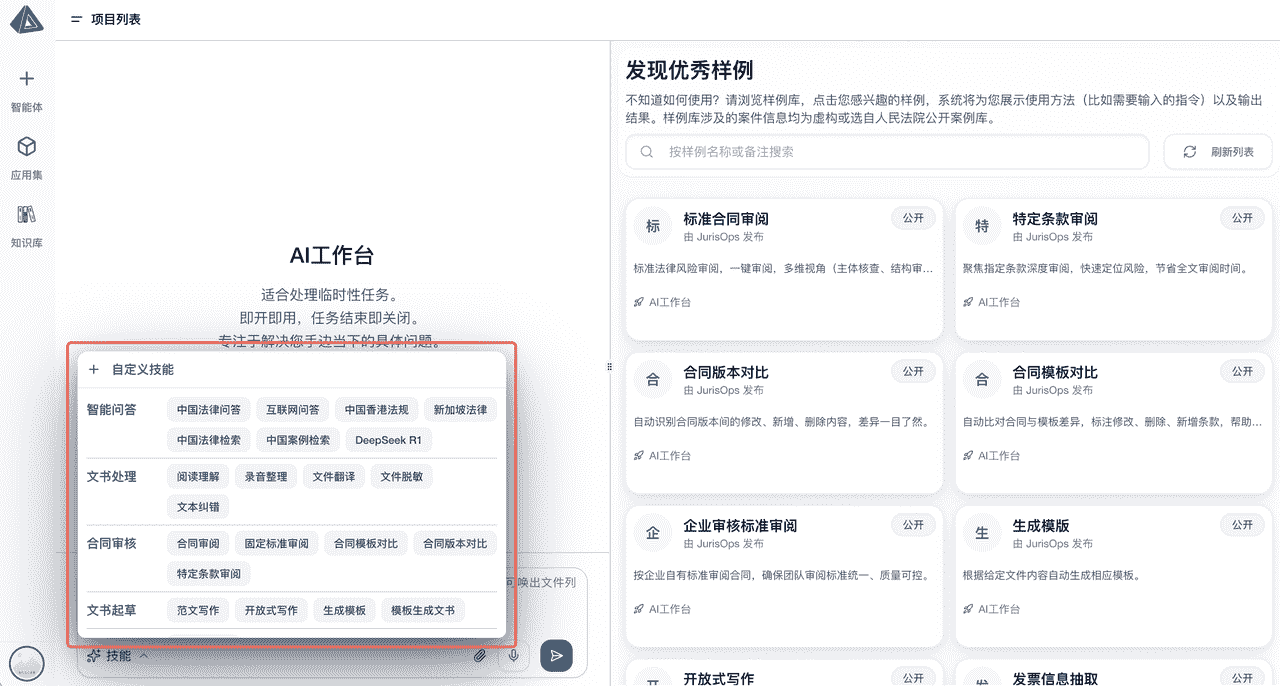 项目列表
智能体
应用集
知识库
AI工作台
适合处理临时性任务。
即开即用，任务结束即关闭。
专注于解决您手边当下的具体问题。
自定义技能
智能问答
中国法律问答 互联网问答 中国香港法规 新加坡法律
中国法律检索 中国案例检索 DeepSeek R1
文书处理
阅读理解 录音整理 文件翻译 文件脱敏
文本纠错
合同审核
合同审阅 固定标准审阅 合同模板对比 合同版本对比
特定条款审阅
文书起草
范文写作 开放式写作 生成模板 模板生成文书
可唤出文件列
技能
发现优秀样例
不知道如何使用？请浏览样例库，点击您感兴趣的样例，系统将为您展示使用方法（比如需要输入的指令）以及输出
结果。样例库涉及的案件信息均为虚构或选自人民法院公开案例库。
按样例名称或备注搜索
刷新列表
标
标准合同审阅
公开
由 JurisOps 发布
标准法律风险审阅，一键审阅，多维视角（主体核查、结构审...
AI工作台
特
特定条款审阅
公开
由 JurisOps 发布
聚焦指定条款深度审阅，快速定位风险，节省全文审阅时间。
AI工作台
合
合同版本对比
公开
由 JurisOps 发布
自动识别合同版本间的修改、新增、删除内容，差异一目了然。
AI工作台
合
合同模板对比
公开
由 JurisOps 发布
自动比对合同与模板差异，标注修改、删除、新增条款，帮助...
AI工作台
企
企业审核标准审阅
公开
由 JurisOps 发布
按企业自有标准审阅合同，确保团队审阅标准统一、质量可控。
AI工作台
生
生成模版
公开
由 JurisOps 发布
根据给定文件内容自动生成相应模板。
AI工作台
开
开放式写作
公开
发
发票信息抽取
公开